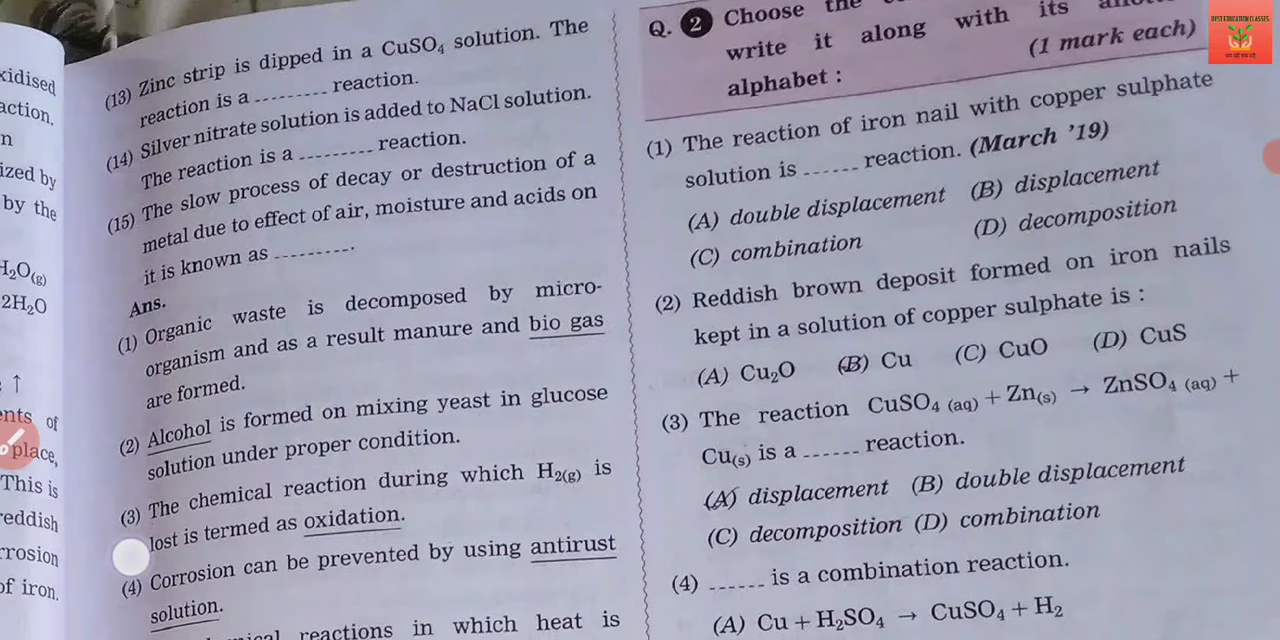 xidised
action.
n
ized by
by the
H₂O(g)
2H₂O
↑
ents of
place,
This is
reddish
rrosion
of iron.
(13) Zinc strip is dipped in a CuSO₄ solution. The
reaction is a --------- reaction.
(14) Silver nitrate solution is added to NaCl solution.
The reaction is a --------- reaction.
(15) The slow process of decay or destruction of a
metal due to effect of air, moisture and acids on
it is known as ----------.
Ans.
(1) Organic waste is decomposed by micro-
organism and as a result manure and bio gas
are formed.
(2) Alcohol is formed on mixing yeast in glucose
solution under proper condition.
(3) The chemical reaction during which H₂(g) is
lost is termed as oxidation.
(4) Corrosion can be prevented by using antirust
solution.
reactions in which heat is
Q. 2 Choose the
write it along with its
alphabet : (1 mark each)
(1) The reaction of iron nail with copper sulphate
solution is ------ reaction. (March '19)
(A) double displacement (B) displacement
(C) combination (D) decomposition
(2) Reddish brown deposit formed on iron nails
kept in a solution of copper sulphate is :
(A) Cu₂O (B) Cu (C) CuO (D) CuS
(3) The reaction CuSO₄ (aq) + Zn(s) → ZnSO₄ (aq) +
Cu(s) is a ------ reaction.
(A) displacement (B) double displacement
(C) decomposition (D) combination
(4) ------ is a combination reaction.
(A) Cu + H₂SO₄ → CuSO₄ + H₂
BEST EDUCATION CLASSES